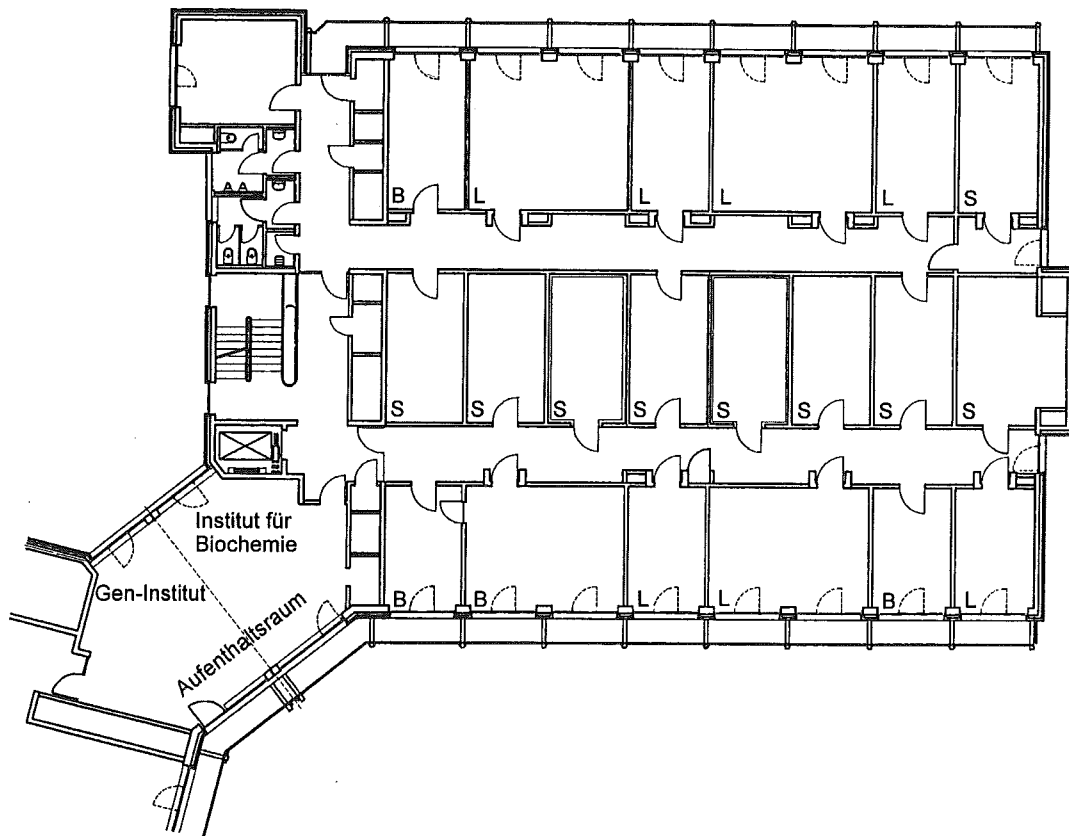 B L L L L S
S S S S S S S S
Institut für
Biochemie
Gen-Institut
Aufenthaltsraum
B B L L B L